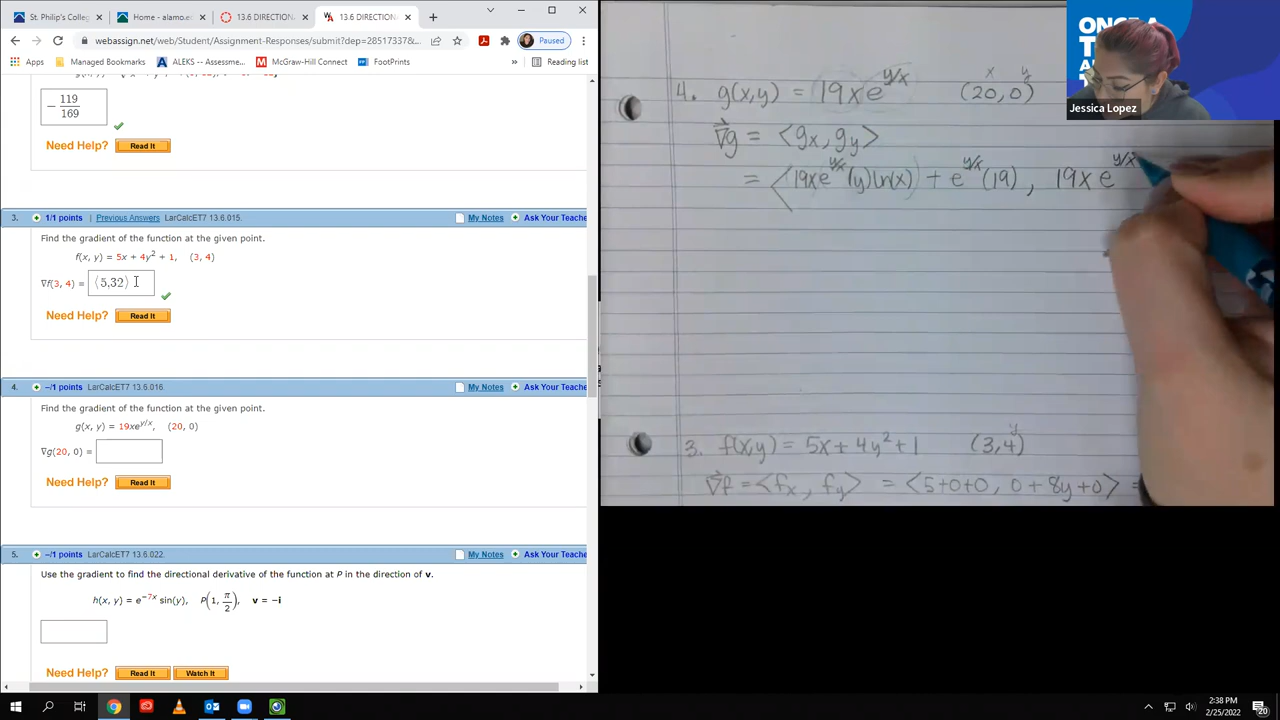 St. Philip's Colleg
Home - alamo.ed
13.6 DIRECTIONAL
13.6 DIRECTIONAL
webassign.net/web/Student/Assignment-Responses/submit?dep=28517337&...
Paused
Apps
Managed Bookmarks
ALEKS -- Assessme...
McGraw-Hill Connect
FootPrints
Reading list
− 119/169
Need Help? Read It
3. 1/1 points | Previous Answers LarCalcET7 13.6.015.
My Notes
Ask Your Teache
Find the gradient of the function at the given point.
f(x, y) = 5x + 4y² + 1, (3, 4)
∇f(3, 4) = ⟨5,32⟩
Need Help? Read It
4. –/1 points LarCalcET7 13.6.016.
My Notes
Ask Your Teache
Find the gradient of the function at the given point.
g(x, y) = 19xe^{y/x}, (20, 0)
∇g(20, 0) =
Need Help? Read It
5. –/1 points LarCalcET7 13.6.022.
My Notes
Ask Your Teache
Use the gradient to find the directional derivative of the function at P in the direction of v.
h(x, y) = e^{−7x} sin(y), P(1, π/2), v = −i
Need Help? Read It Watch It
2:38 PM
2/25/2022
20
x y
4. g(x,y) = 19xe^{y/x} (20,0)
∇g = <gx, gy>
= <19xe^{y/x}(y)ln(x) + e^{y/x}(19), 19xe^{y/x}
y
3. f(x,y) = 5x + 4y² + 1 (3,4)
∇f = <fx, fy> = <5+0+0, 0+8y+0> =
ONCE A
Jessica Lopez